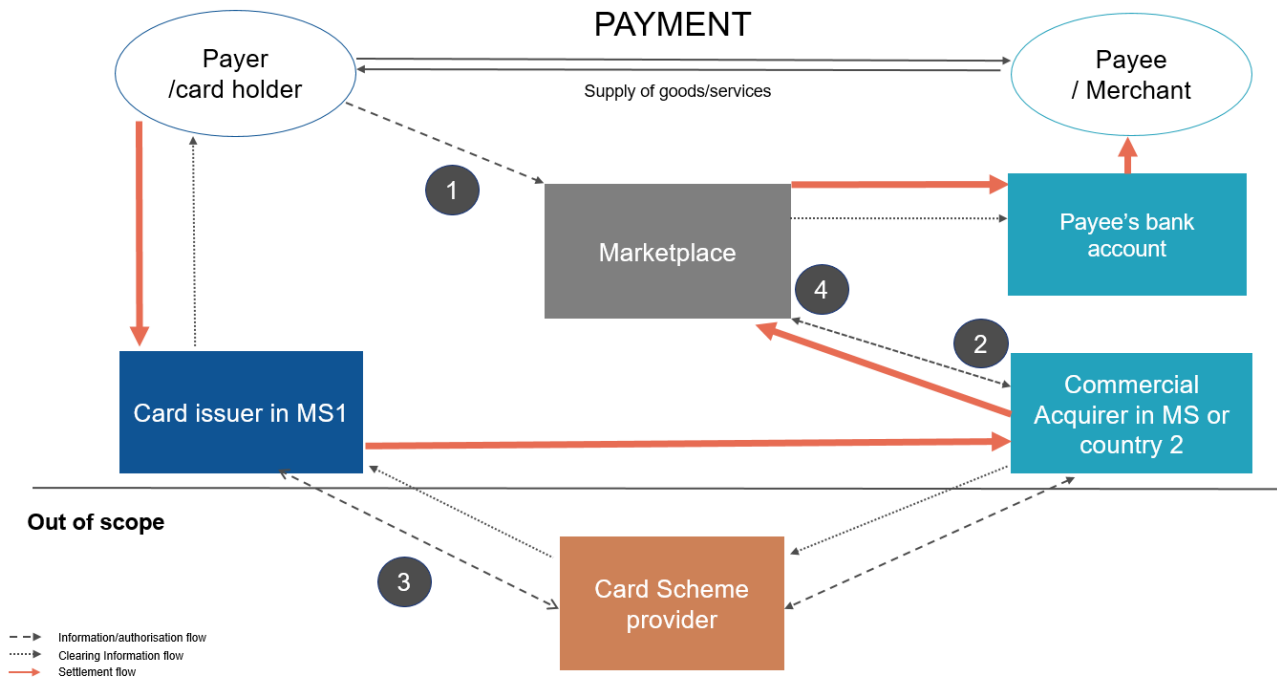 PAYMENT
Payer
/card holder
Payee
/ Merchant
Supply of goods/services
1
Marketplace
Payee's bank
account
4
2
Card issuer in MS1
Commercial
Acquirer in MS or
country 2
Out of scope
3
Card Scheme
provider
Information/authorisation flow
Clearing Information flow
Settlement flow